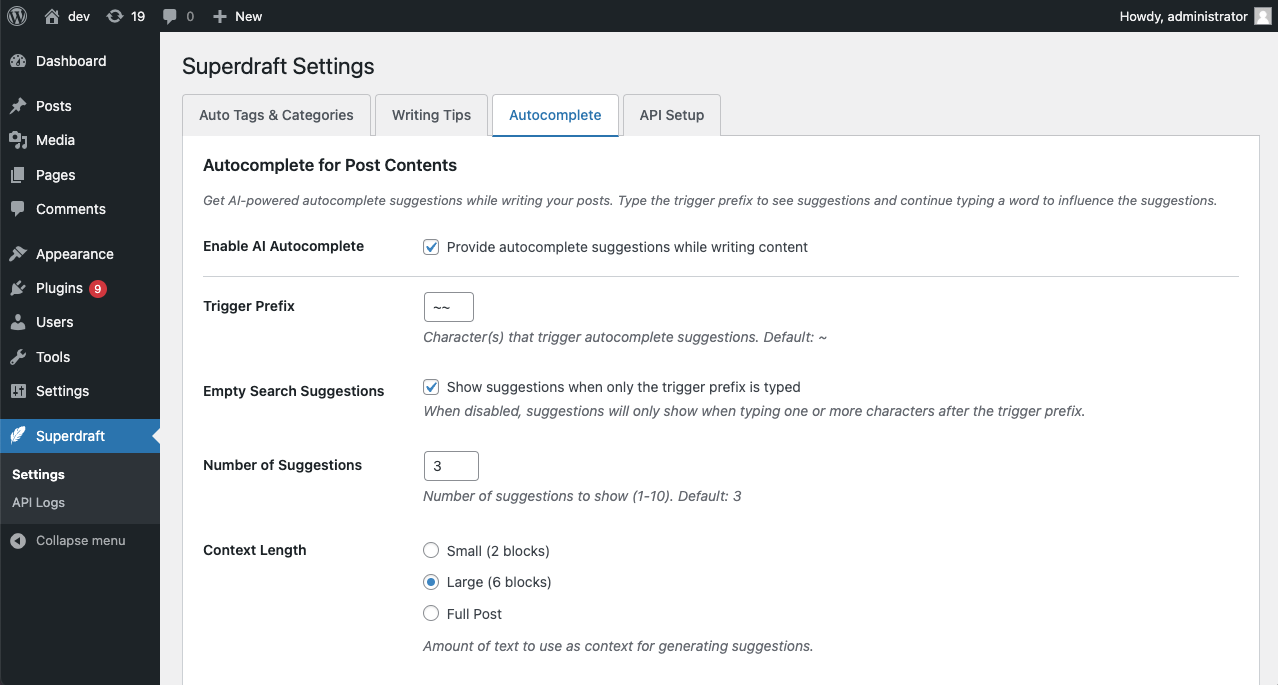 dev 19 0 New Howdy, administrator
Dashboard
Posts
Media
Pages
Comments
Appearance
Plugins 9
Users
Tools
Settings
Superdraft
Settings
API Logs
Collapse menu
Superdraft Settings
Auto Tags & Categories Writing Tips Autocomplete API Setup
Autocomplete for Post Contents
Get AI-powered autocomplete suggestions while writing your posts. Type the trigger prefix to see suggestions and continue typing a word to influence the suggestions.
Enable AI Autocomplete Provide autocomplete suggestions while writing content
Trigger Prefix ~~
Character(s) that trigger autocomplete suggestions. Default: ~
Empty Search Suggestions Show suggestions when only the trigger prefix is typed
When disabled, suggestions will only show when typing one or more characters after the trigger prefix.
Number of Suggestions 3
Number of suggestions to show (1-10). Default: 3
Context Length Small (2 blocks)
Large (6 blocks)
Full Post
Amount of text to use as context for generating suggestions.